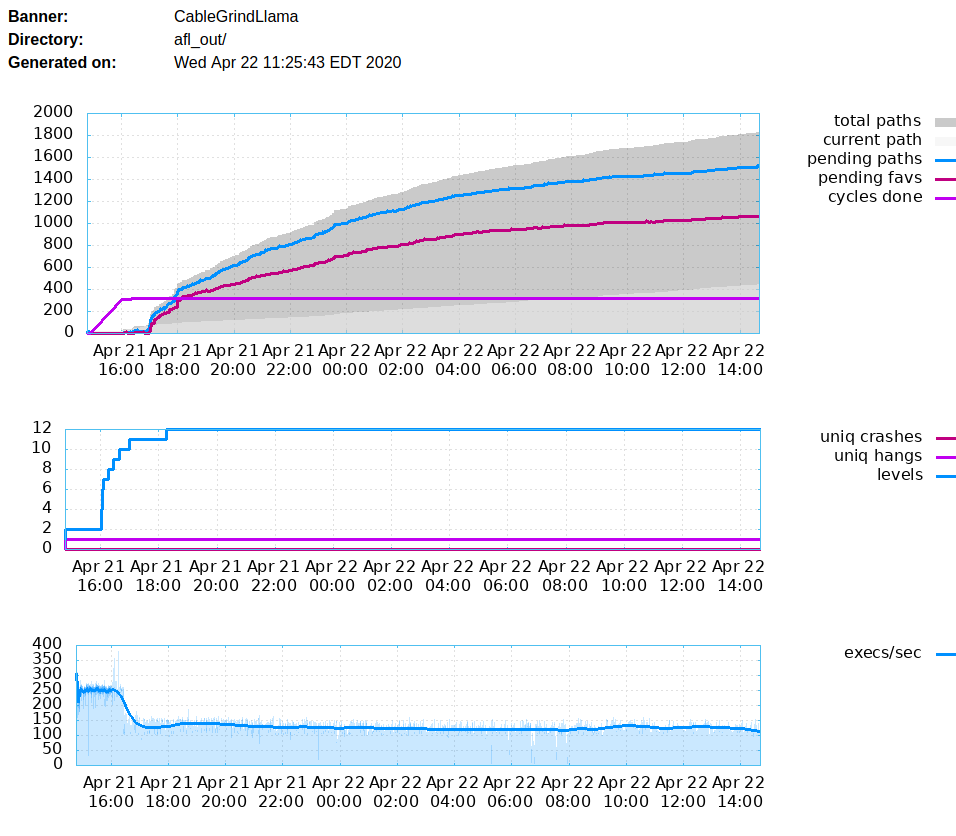 Banner: CableGrindLlama
Directory: afl_out/
Generated on: Wed Apr 22 11:25:43 EDT 2020
2000
1800
1600
1400
1200
1000
800
600
400
200
0
Apr 21 Apr 21 Apr 21 Apr 21 Apr 22 Apr 22 Apr 22 Apr 22 Apr 22 Apr 22 Apr 22 Apr 22
16:00 18:00 20:00 22:00 00:00 02:00 04:00 06:00 08:00 10:00 12:00 14:00
total paths
current path
pending paths
pending favs
cycles done
12
10
8
6
4
2
0
Apr 21 Apr 21 Apr 21 Apr 21 Apr 22 Apr 22 Apr 22 Apr 22 Apr 22 Apr 22 Apr 22 Apr 22
16:00 18:00 20:00 22:00 00:00 02:00 04:00 06:00 08:00 10:00 12:00 14:00
uniq crashes
uniq hangs
levels
400
350
300
250
200
150
100
50
0
Apr 21 Apr 21 Apr 21 Apr 21 Apr 22 Apr 22 Apr 22 Apr 22 Apr 22 Apr 22 Apr 22 Apr 22
16:00 18:00 20:00 22:00 00:00 02:00 04:00 06:00 08:00 10:00 12:00 14:00
execs/sec